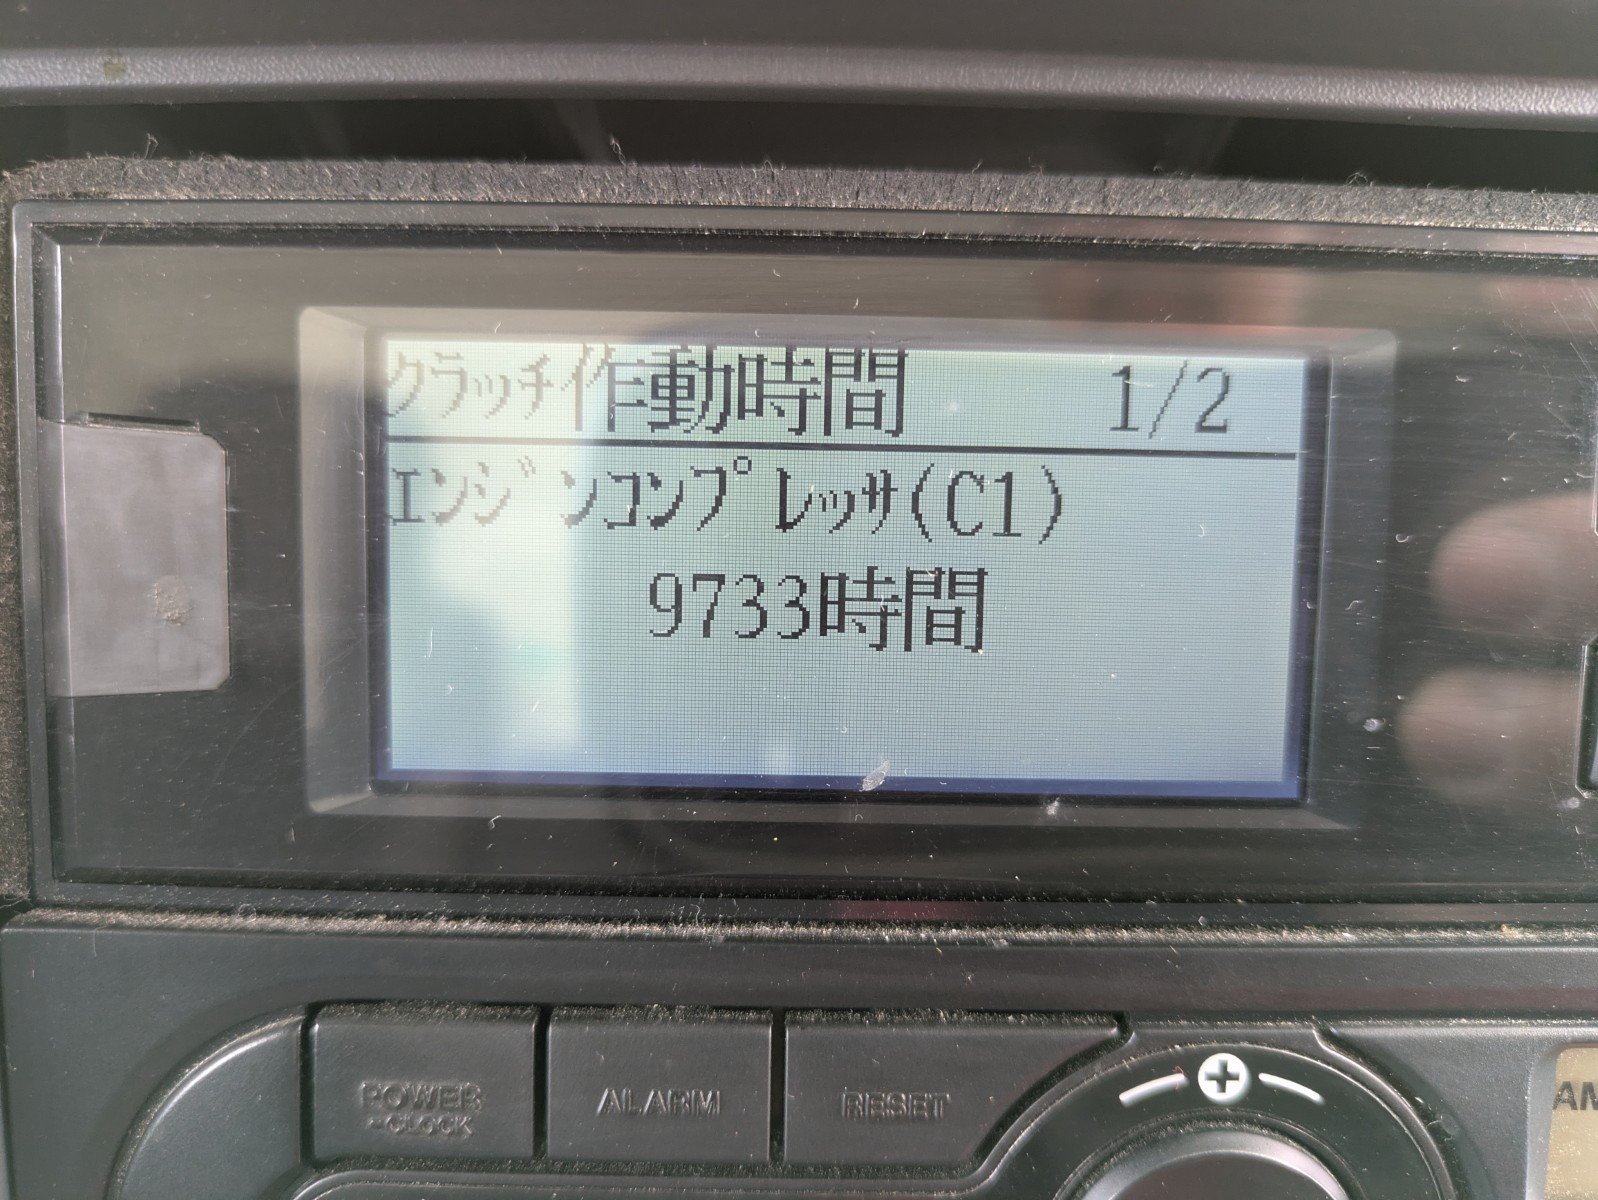 クラッチ作動時間 1/2
エンジンコンプレッサ(C1)
9733時間
POWER ALARM RESET
-CLOCK
AM